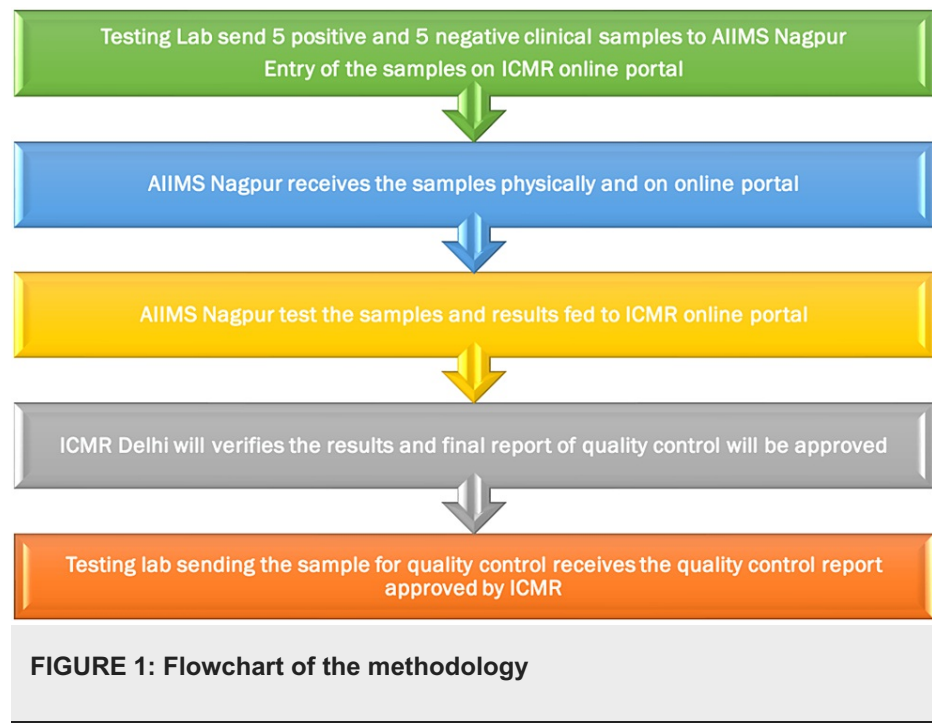 Testing Lab send 5 positive and 5 negative clinical samples to AIIMS Nagpur
Entry of the samples on ICMR online portal
AIIMS Nagpur receives the samples physically and on online portal
AIIMS Nagpur test the samples and results fed to ICMR online portal
ICMR Delhi will verifies the results and final report of quality control will be approved
Testing lab sending the sample for quality control receives the quality control report
approved by ICMR
FIGURE 1: Flowchart of the methodology